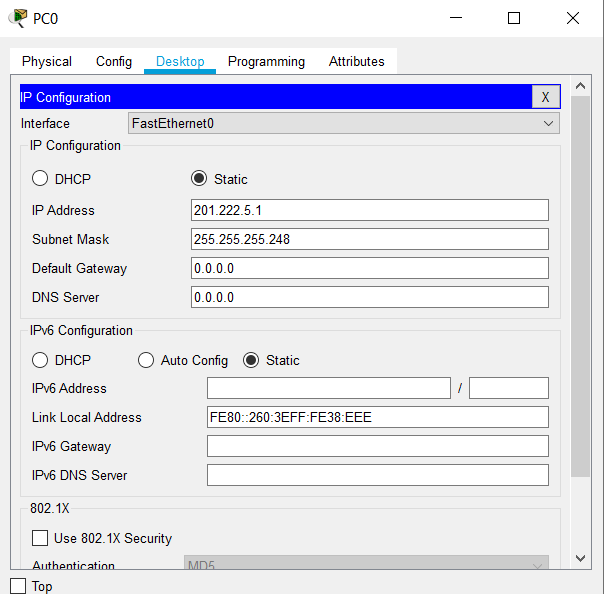 PC0
Physical Config Desktop Programming Attributes
IP Configuration X
Interface FastEthernet0
IP Configuration
DHCP Static
IP Address 201.222.5.1
Subnet Mask 255.255.255.248
Default Gateway 0.0.0.0
DNS Server 0.0.0.0
IPv6 Configuration
DHCP Auto Config Static
IPv6 Address /
Link Local Address FE80::260:3EFF:FE38:EEE
IPv6 Gateway
IPv6 DNS Server
802.1X
Use 802.1X Security
Authentication MD5
Top